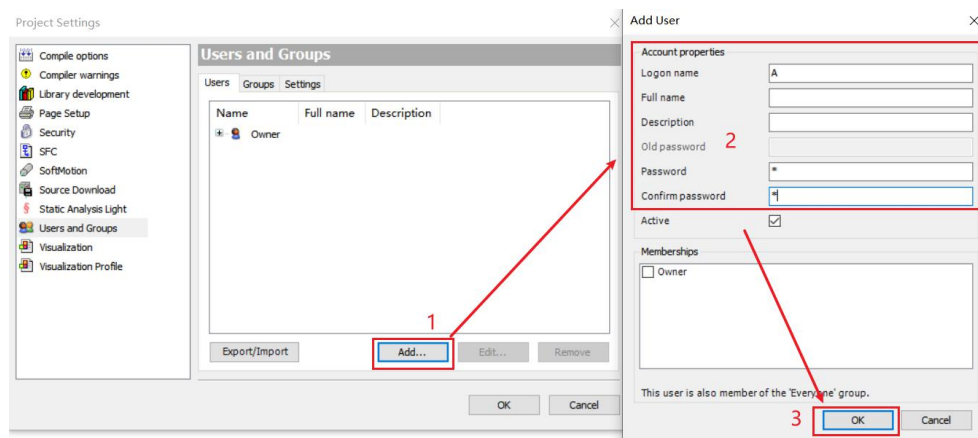 Project Settings
Compile options
Compiler warnings
Library development
Page Setup
Security
SFC
SoftMotion
Source Download
Static Analysis Light
Users and Groups
Visualization
Visualization Profile
Users and Groups
Users Groups Settings
Name Full name Description
Owner
1
Export/Import Add... Edit... Remove
OK Cancel
Add User
Account properties
Logon name A
Full name
Description
Old password 2
Password *
Confirm password *
Active
Memberships
Owner
This user is also member of the 'Everyone' group.
3 OK Cancel